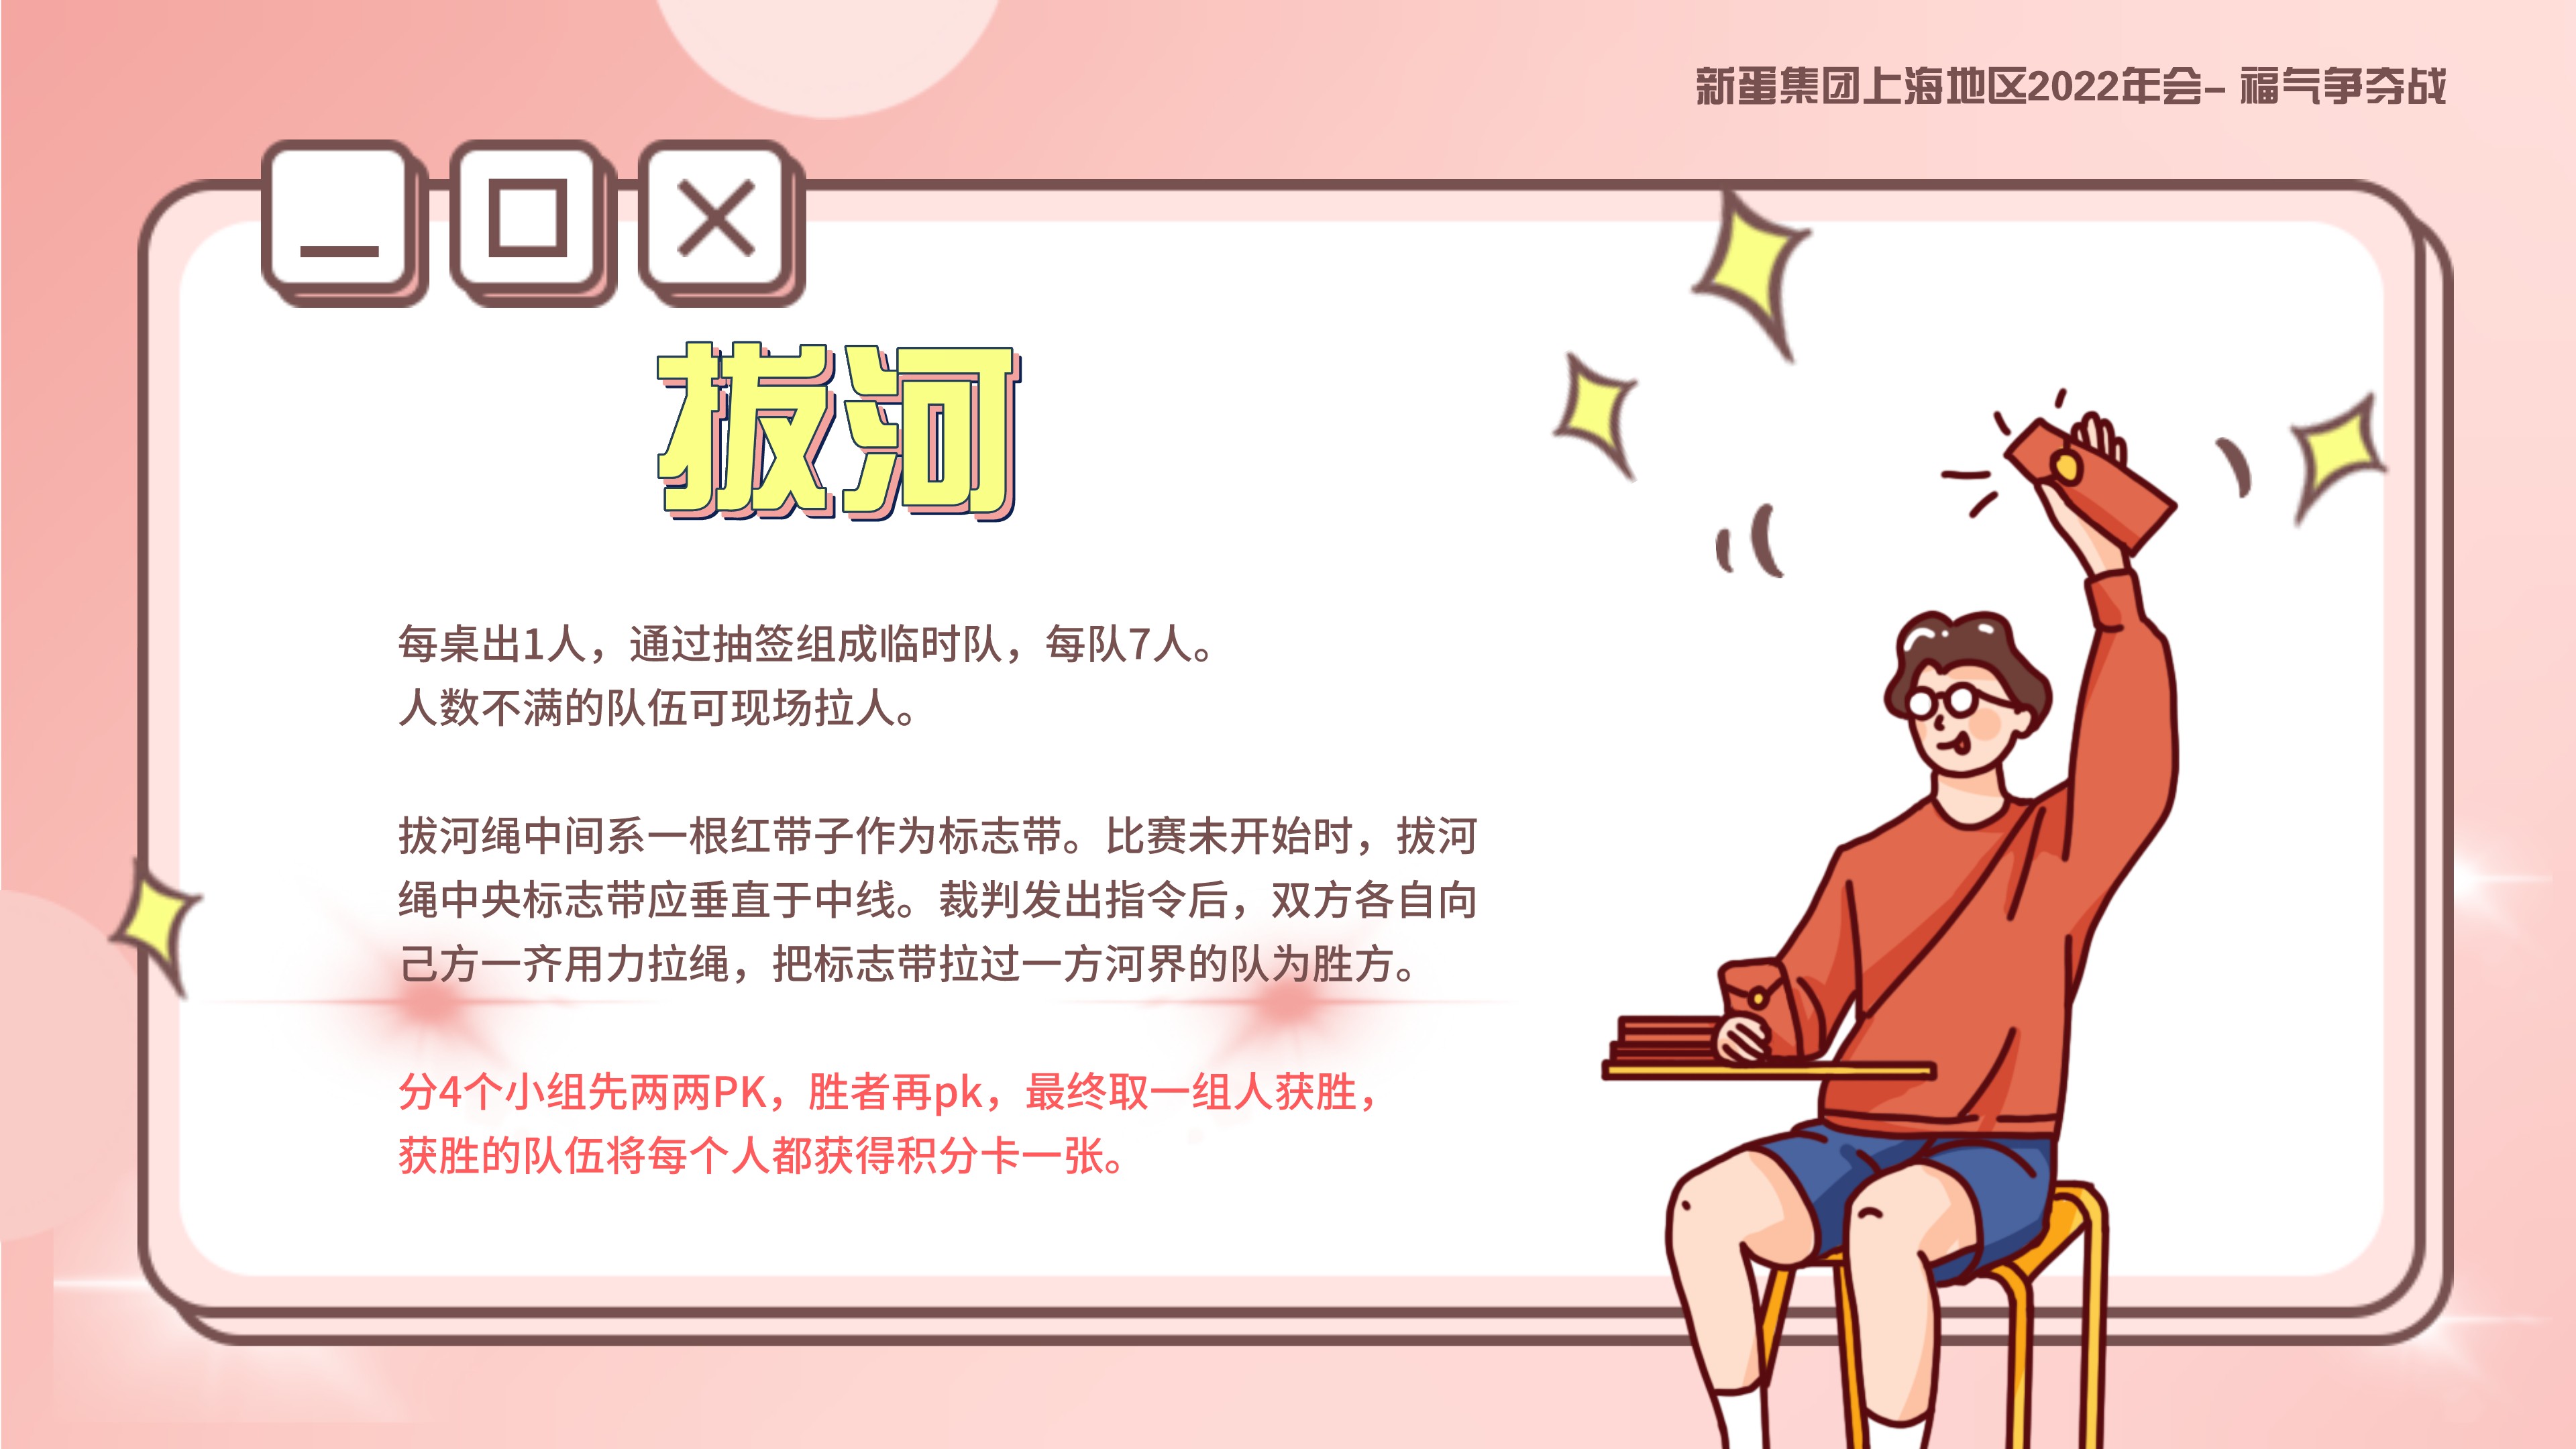 新蛋集团上海地区2022年会- 福气争夺战
拔河
每桌出1人，通过抽签组成临时队，每队7人。
人数不满的队伍可现场拉人。
拔河绳中间系一根红带子作为标志带。比赛未开始时，拔河
绳中央标志带应垂直于中线。裁判发出指令后，双方各自向
己方一齐用力拉绳，把标志带拉过一方河界的队为胜方。
分4个小组先两两PK，胜者再pk，最终取一组人获胜，
获胜的队伍将每个人都获得积分卡一张。